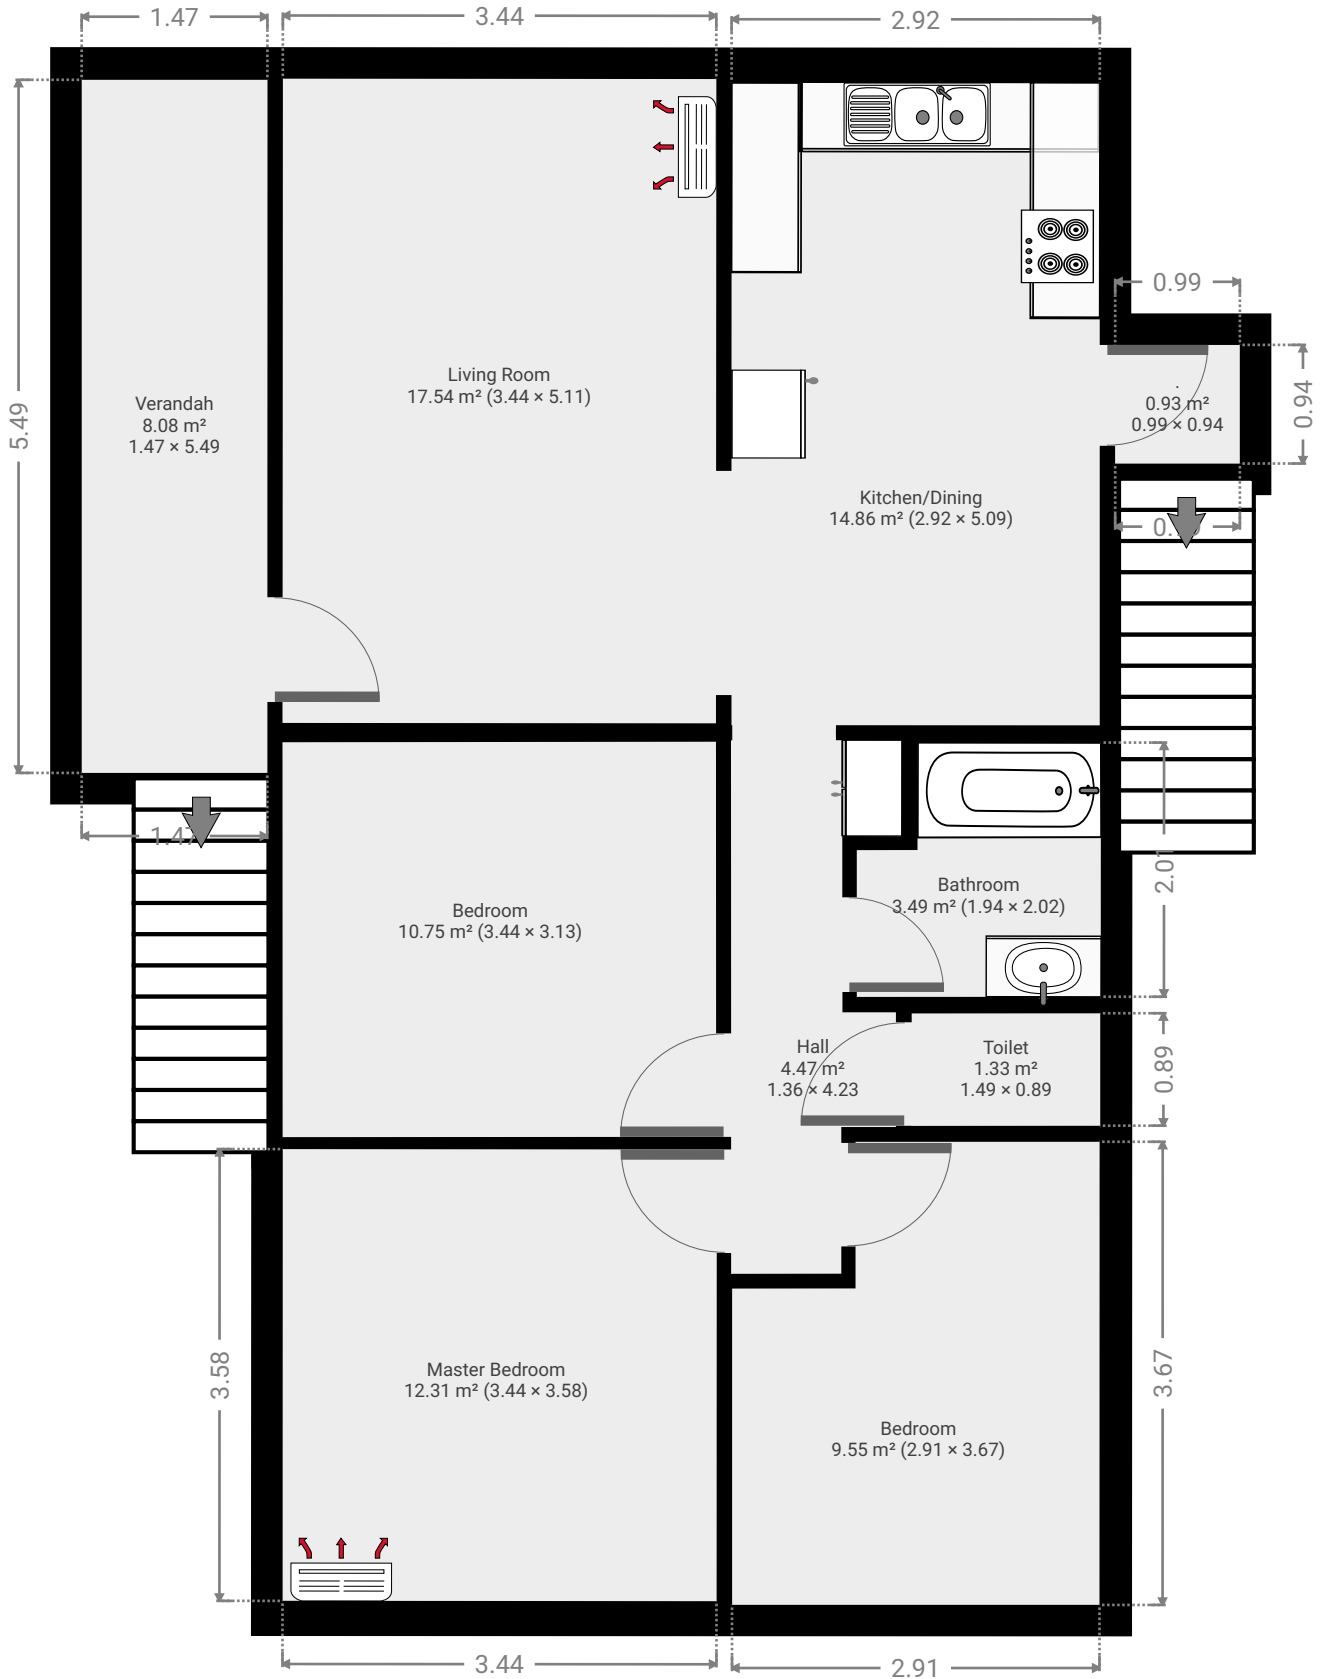 1.47
3.44
2.92
0.99
0.94
5.49
Living Room
17.54 m² (3.44 × 5.11)
Verandah
8.08 m²
1.47 × 5.49
.
0.93 m²
0.99 × 0.94
Kitchen/Dining
14.86 m² (2.92 × 5.09)
1.47
2.01
Bathroom
3.49 m² (1.94 × 2.02)
Bedroom
10.75 m² (3.44 × 3.13)
Hall
4.47 m²
1.36 × 4.23
Toilet
1.33 m²
1.49 × 0.89
0.89
3.58
3.67
Master Bedroom
12.31 m² (3.44 × 3.58)
Bedroom
9.55 m² (2.91 × 3.67)
3.44
2.91